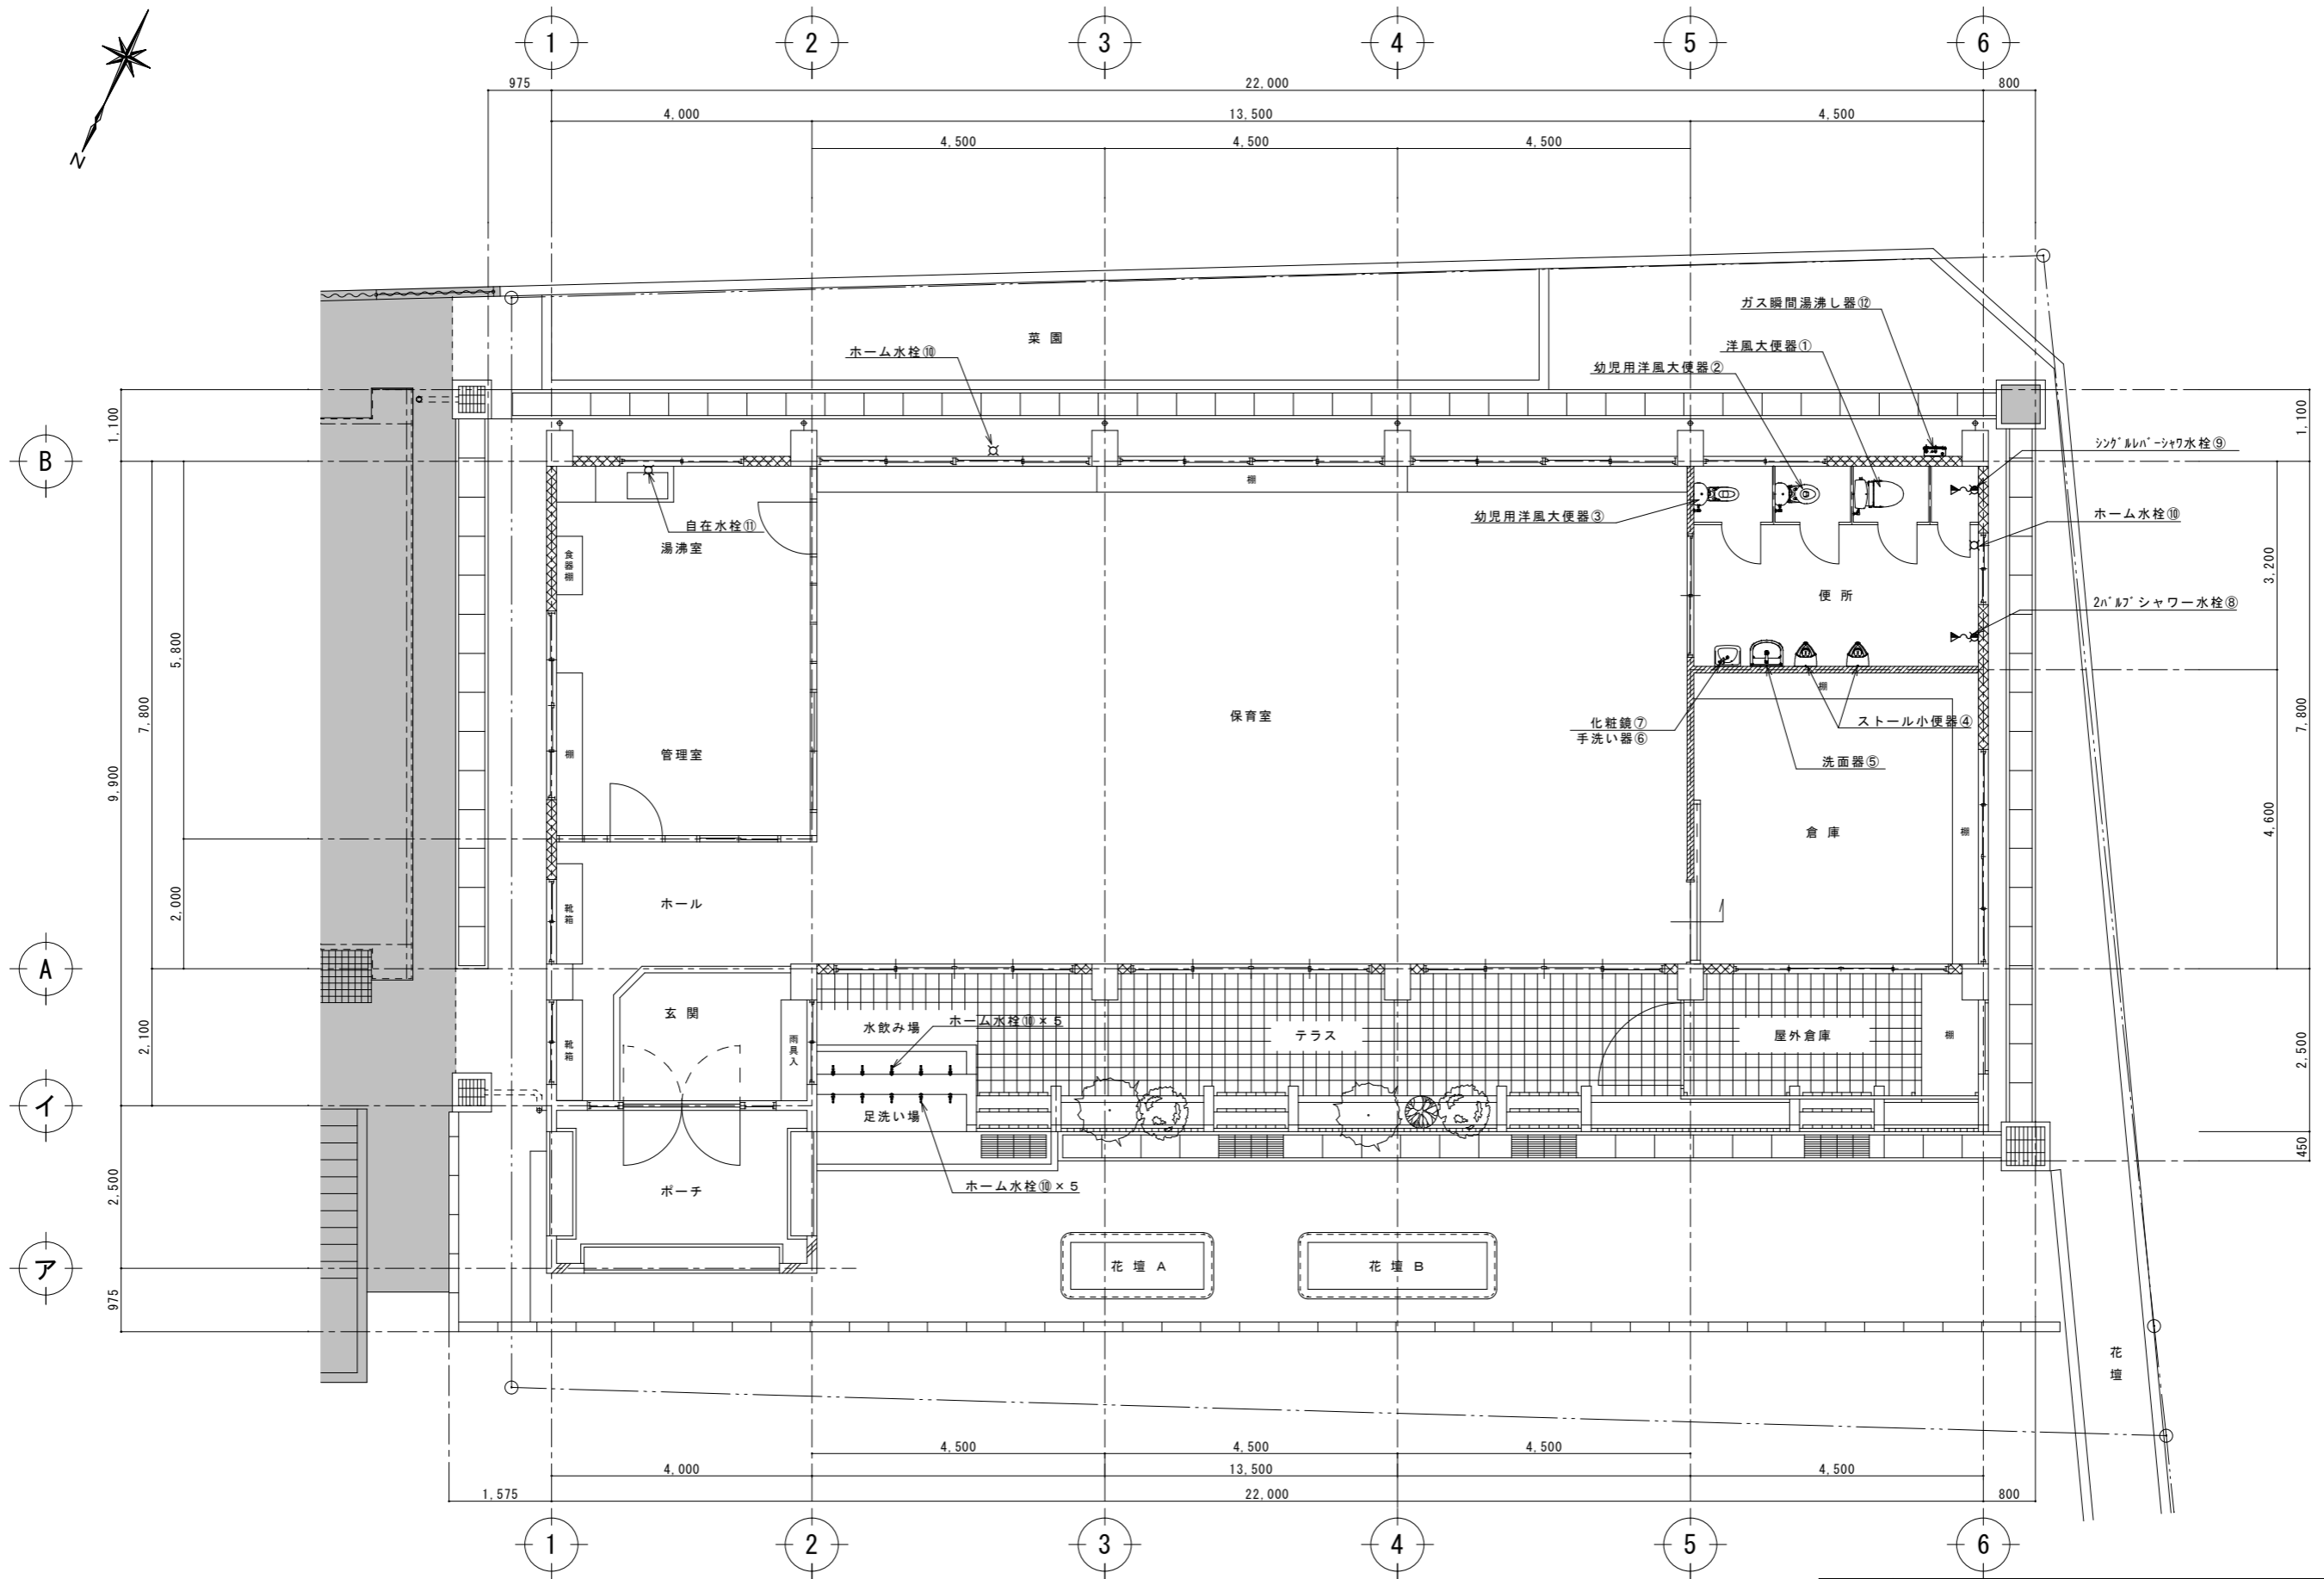 1
2
3
4
5
6
975
22,000
800
4,000
13,500
4,500
4,500
4,500
4,500
N
ガス瞬間湯沸し器⑫
菜 園
洋風大便器①
ホーム水栓⑩
幼児用洋風大便器②
1,100
1,100
シングルレバーシャワ水栓⑨
B
棚
幼児用洋風大便器③
ホーム水栓⑩
自在水栓⑪
湯沸室
食器棚
3,200
便 所
2バルブシャワー水栓⑧
5,800
棚
7,800
7,800
9,900
保育室
化粧鏡⑦
手洗い器⑥
ストール小便器④
管理室
棚
洗面器⑤
倉 庫
棚
4,600
2,000
ホール
靴箱
A
玄 関
水飲み場
ホーム水栓⑩×5
テラス
屋外倉庫
棚
2,100
靴箱
雨具入
2,500
イ
足洗い場
450
ポーチ
ホーム水栓⑩×5
2,500
花 壇 A
花 壇 B
ア
975
花壇
4,500
4,500
4,500
4,000
13,500
4,500
1,575
22,000
800
1
2
3
4
5
6